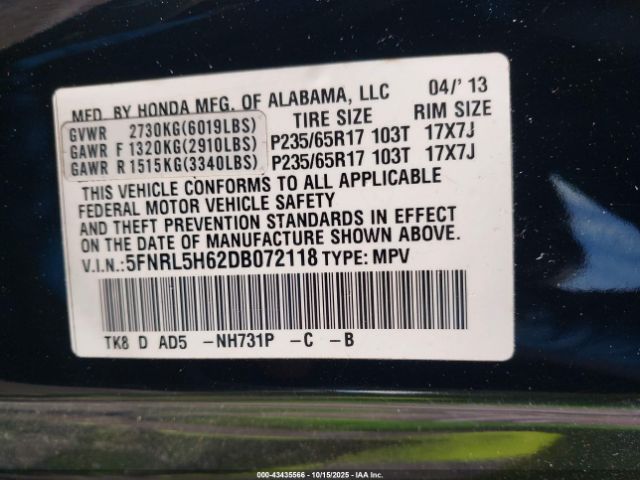 MFD. BY HONDA MFG. OF ALABAMA, LLC 04/'13
TIRE SIZE RIM SIZE
GVWR 2730KG(6019LBS)
GAWR F 1320KG(2910LBS) P235/65R17 103T 17X7J
GAWR R 1515KG(3340LBS) P235/65R17 103T 17X7J
THIS VEHICLE CONFORMS TO ALL APPLICABLE
FEDERAL MOTOR VEHICLE SAFETY
AND THEFT PREVENTION STANDARDS IN EFFECT
ON THE DATE OF MANUFACTURE SHOWN ABOVE.
V.I.N.:5FNRL5H62DB072118 TYPE: MPV
TK8 D AD5 -NH731P -C -B
000-43435566 - 10/15/2025 - IAA Inc.